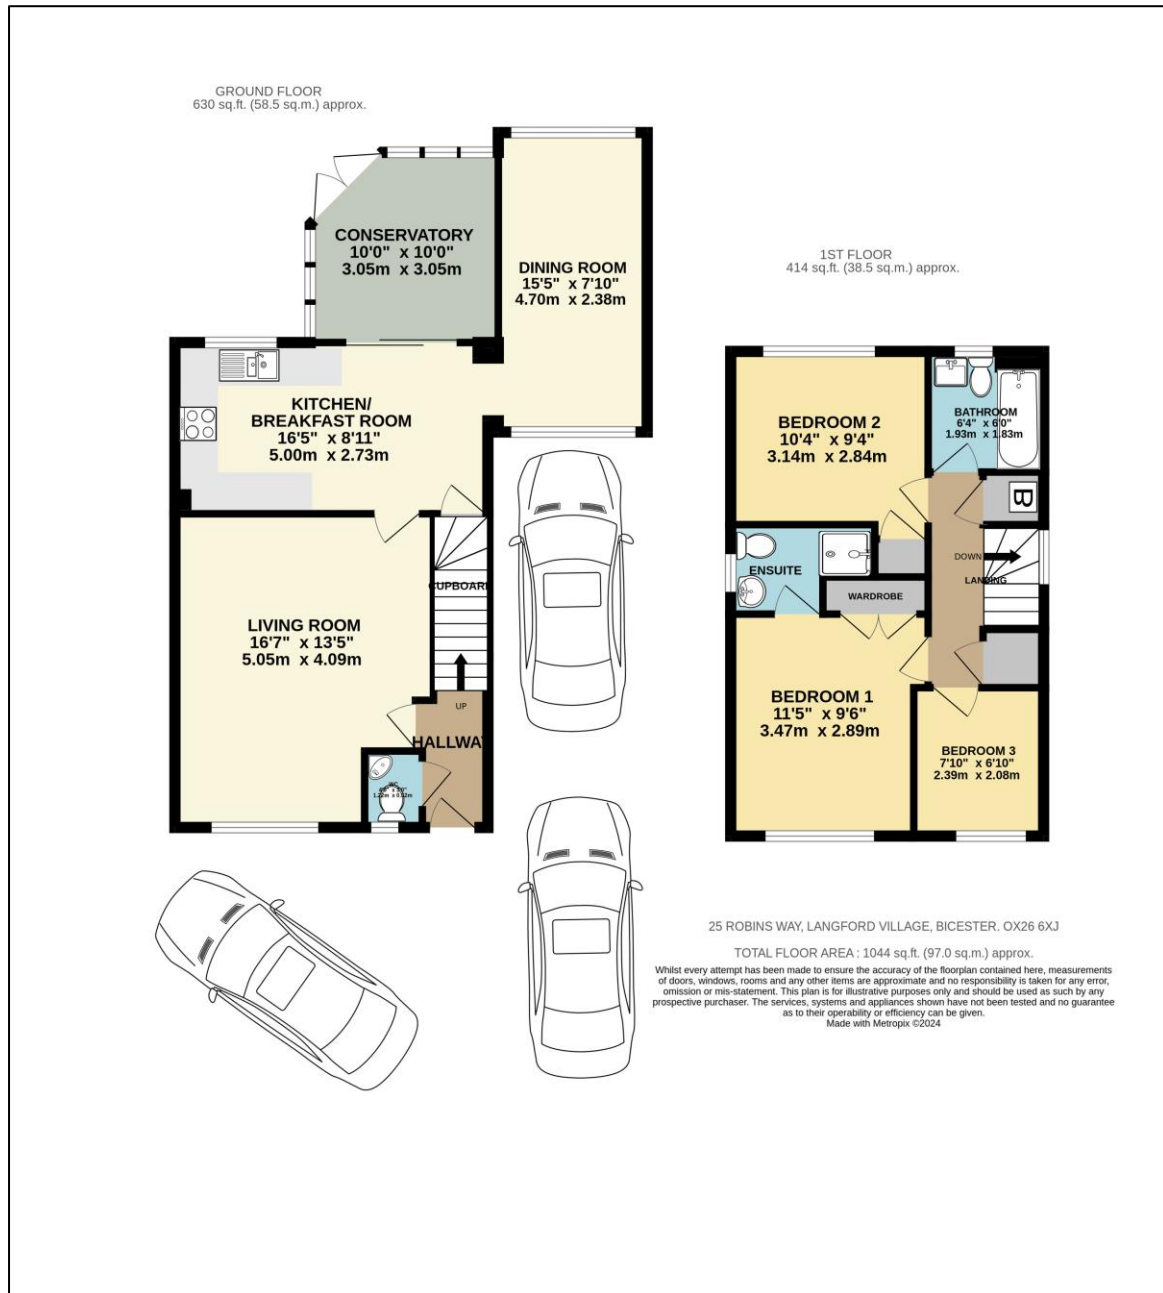 GROUND FLOOR
630 sq.ft. (58.5 sq.m.) approx.
CONSERVATORY
10'0" x 10'0"
3.05m x 3.05m
DINING ROOM
15'5" x 7'10"
4.70m x 2.38m
KITCHEN/
BREAKFAST ROOM
16'5" x 8'11"
5.00m x 2.73m
CUPBOARD
LIVING ROOM
16'7" x 13'5"
5.05m x 4.09m
UP
HALLWAY
WC
1ST FLOOR
414 sq.ft. (38.5 sq.m.) approx.
BEDROOM 2
10'4" x 9'4"
3.14m x 2.84m
BATHROOM
6'4" x 6'0"
1.93m x 1.83m
B
DOWN
LANDING
ENSUITE
WARDROBE
BEDROOM 1
11'5" x 9'6"
3.47m x 2.89m
BEDROOM 3
7'10" x 6'10"
2.39m x 2.08m
25 ROBINS WAY, LANGFORD VILLAGE, BICESTER. OX26 6XJ
TOTAL FLOOR AREA : 1044 sq.ft. (97.0 sq.m.) approx.
Whilst every attempt has been made to ensure the accuracy of the floorplan contained here, measurements
of doors, windows, rooms and any other items are approximate and no responsibility is taken for any error,
omission or mis-statement. This plan is for illustrative purposes only and should be used as such by any
prospective purchaser. The services, systems and appliances shown have not been tested and no guarantee
as to their operability or efficiency can be given.
Made with Metropix ©2024